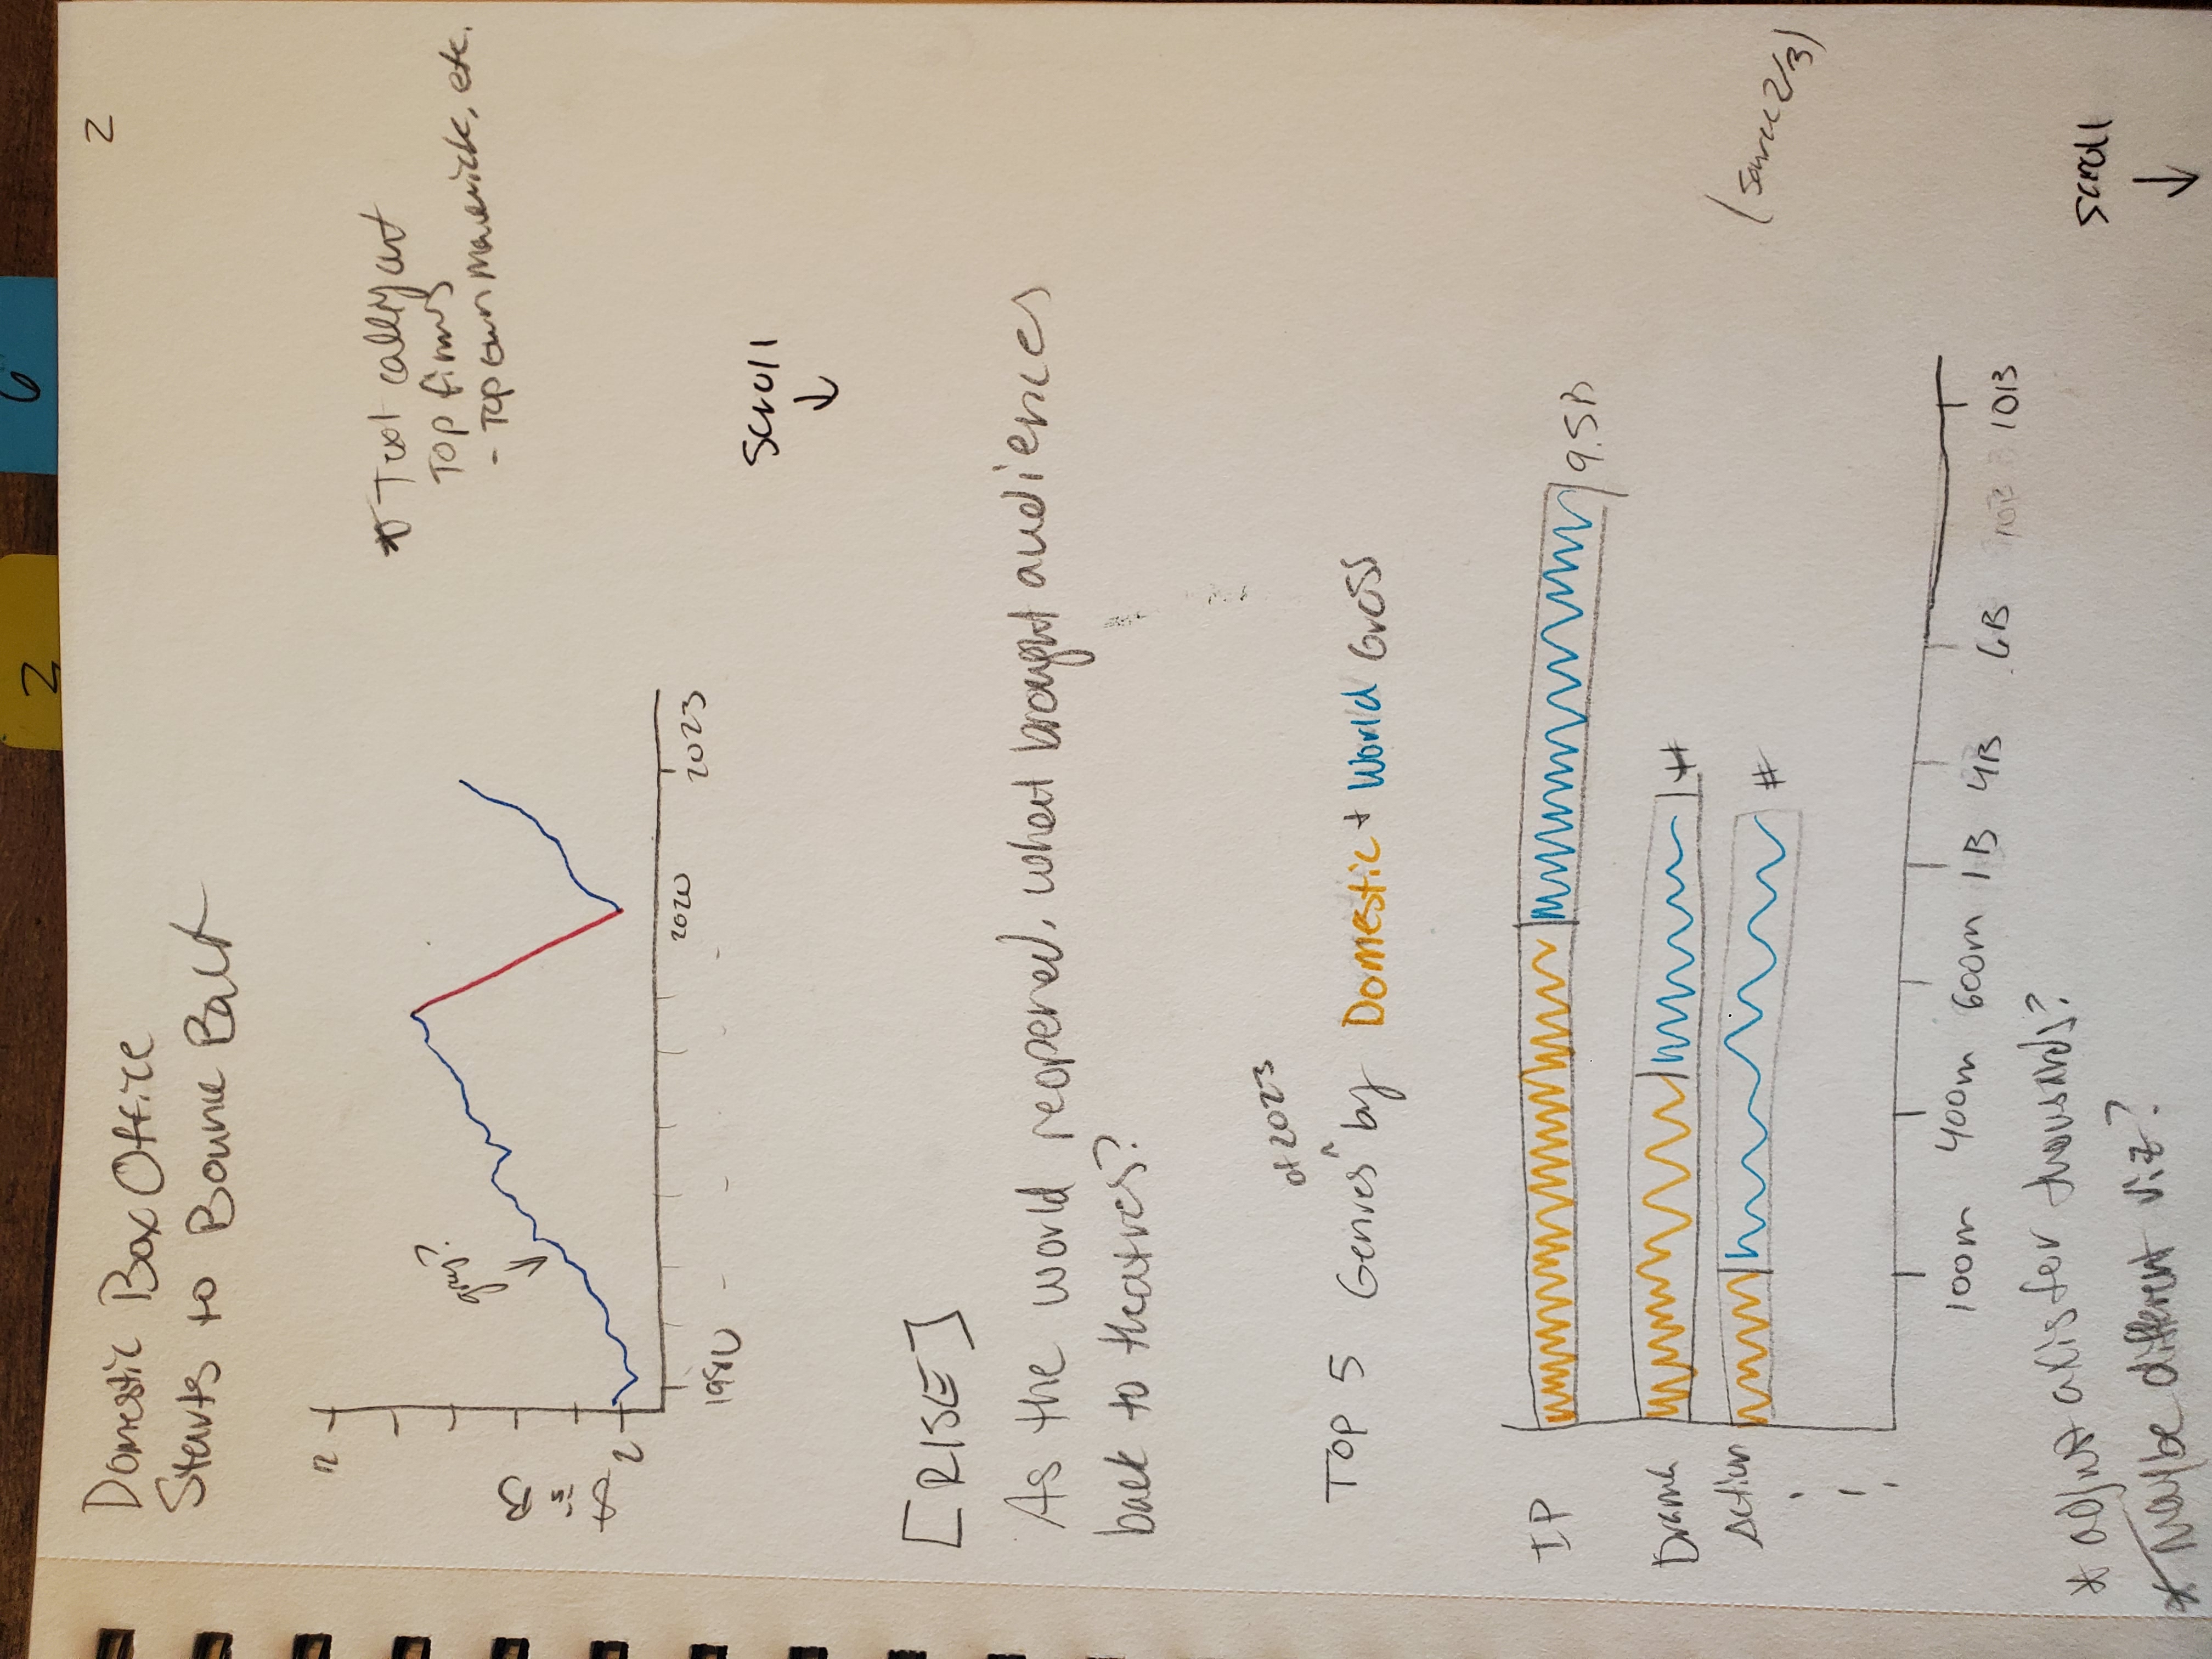 2
6
2
Domestic Box Office
Starts to Bounce Back
12
gray?
$ in B
2
1980
2020
2023
* Text callout
Top films
- Top Gun Maverick, etc.
Scroll
[RISE]
As the world reopened, what brought audiences
back to theatres?
of 2023
Top 5 Genres ^ by Domestic + World Gross
IP
9.5B
Drama
#
Action
#
(source 2/3)
100m 400m 600m 1B 4B 6B 10B
* adjust axis for thousands?
* Maybe different viz?
Scroll